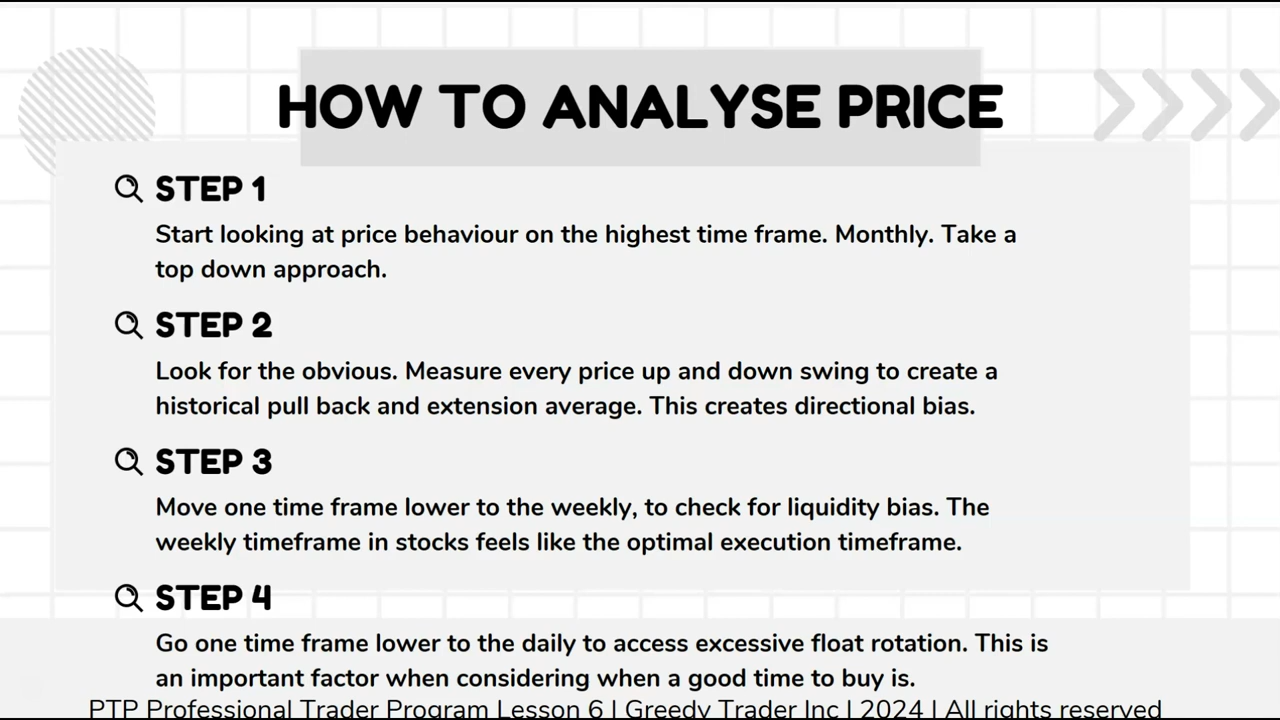 HOW TO ANALYSE PRICE
STEP 1
Start looking at price behaviour on the highest time frame. Monthly. Take a
top down approach.
STEP 2
Look for the obvious. Measure every price up and down swing to create a
historical pull back and extension average. This creates directional bias.
STEP 3
Move one time frame lower to the weekly, to check for liquidity bias. The
weekly timeframe in stocks feels like the optimal execution timeframe.
STEP 4
Go one time frame lower to the daily to access excessive float rotation. This is
an important factor when considering when a good time to buy is.
PTP Professional Trader Program Lesson 6 | Greedy Trader Inc | 2024 | All rights reserved